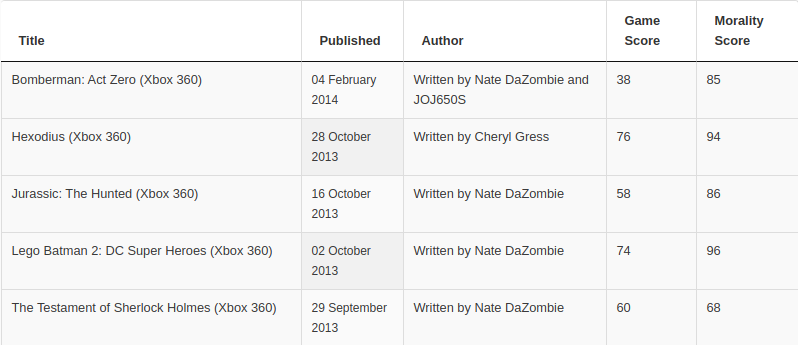 Title Published Author Game Score Morality Score
Bomberman: Act Zero (Xbox 360) 04 February 2014 Written by Nate DaZombie and JOJ650S 38 85
Hexodius (Xbox 360) 28 October 2013 Written by Cheryl Gress 76 94
Jurassic: The Hunted (Xbox 360) 16 October 2013 Written by Nate DaZombie 58 86
Lego Batman 2: DC Super Heroes (Xbox 360) 02 October 2013 Written by Nate DaZombie 74 96
The Testament of Sherlock Holmes (Xbox 360) 29 September 2013 Written by Nate DaZombie 60 68